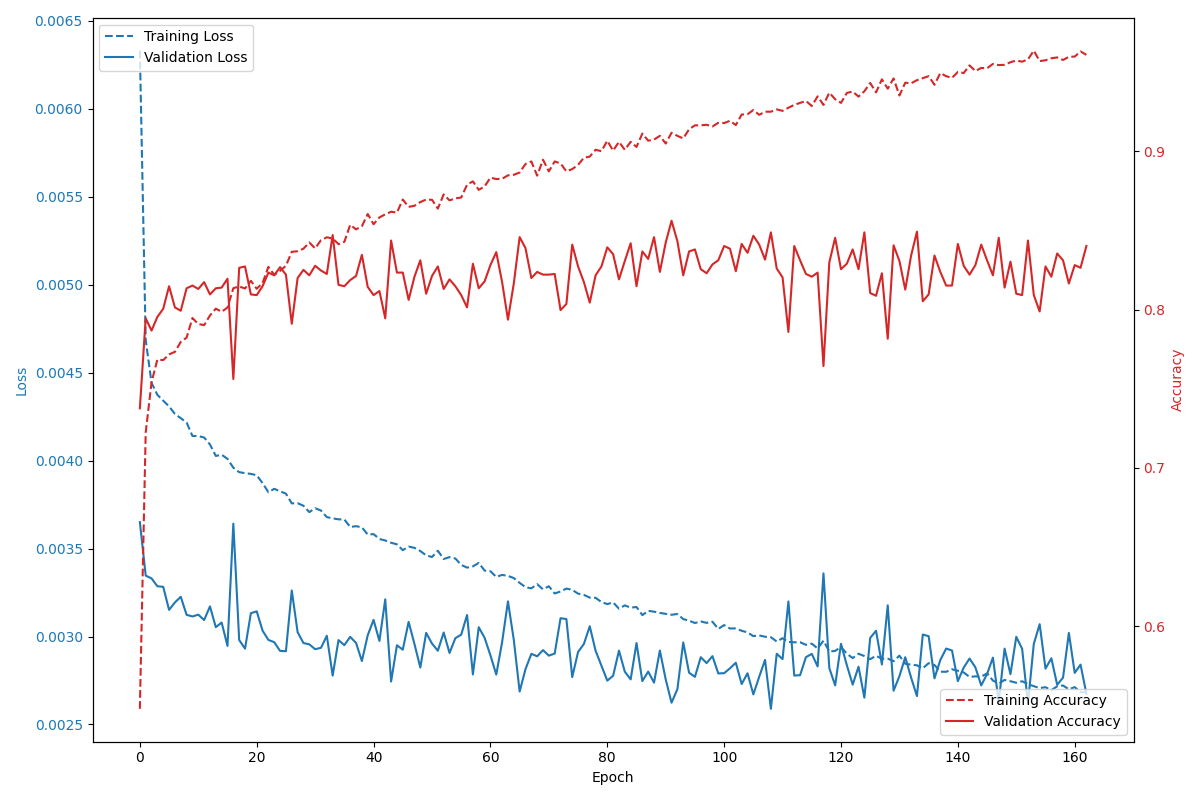 Training Loss
Validation Loss
0.0065
0.0060
0.0055
0.0050
0.0045
0.0040
0.0035
0.0030
0.0025
Loss
0.9
0.8
0.7
0.6
Accuracy
Training Accuracy
Validation Accuracy
0 20 40 60 80 100 120 140 160
Epoch